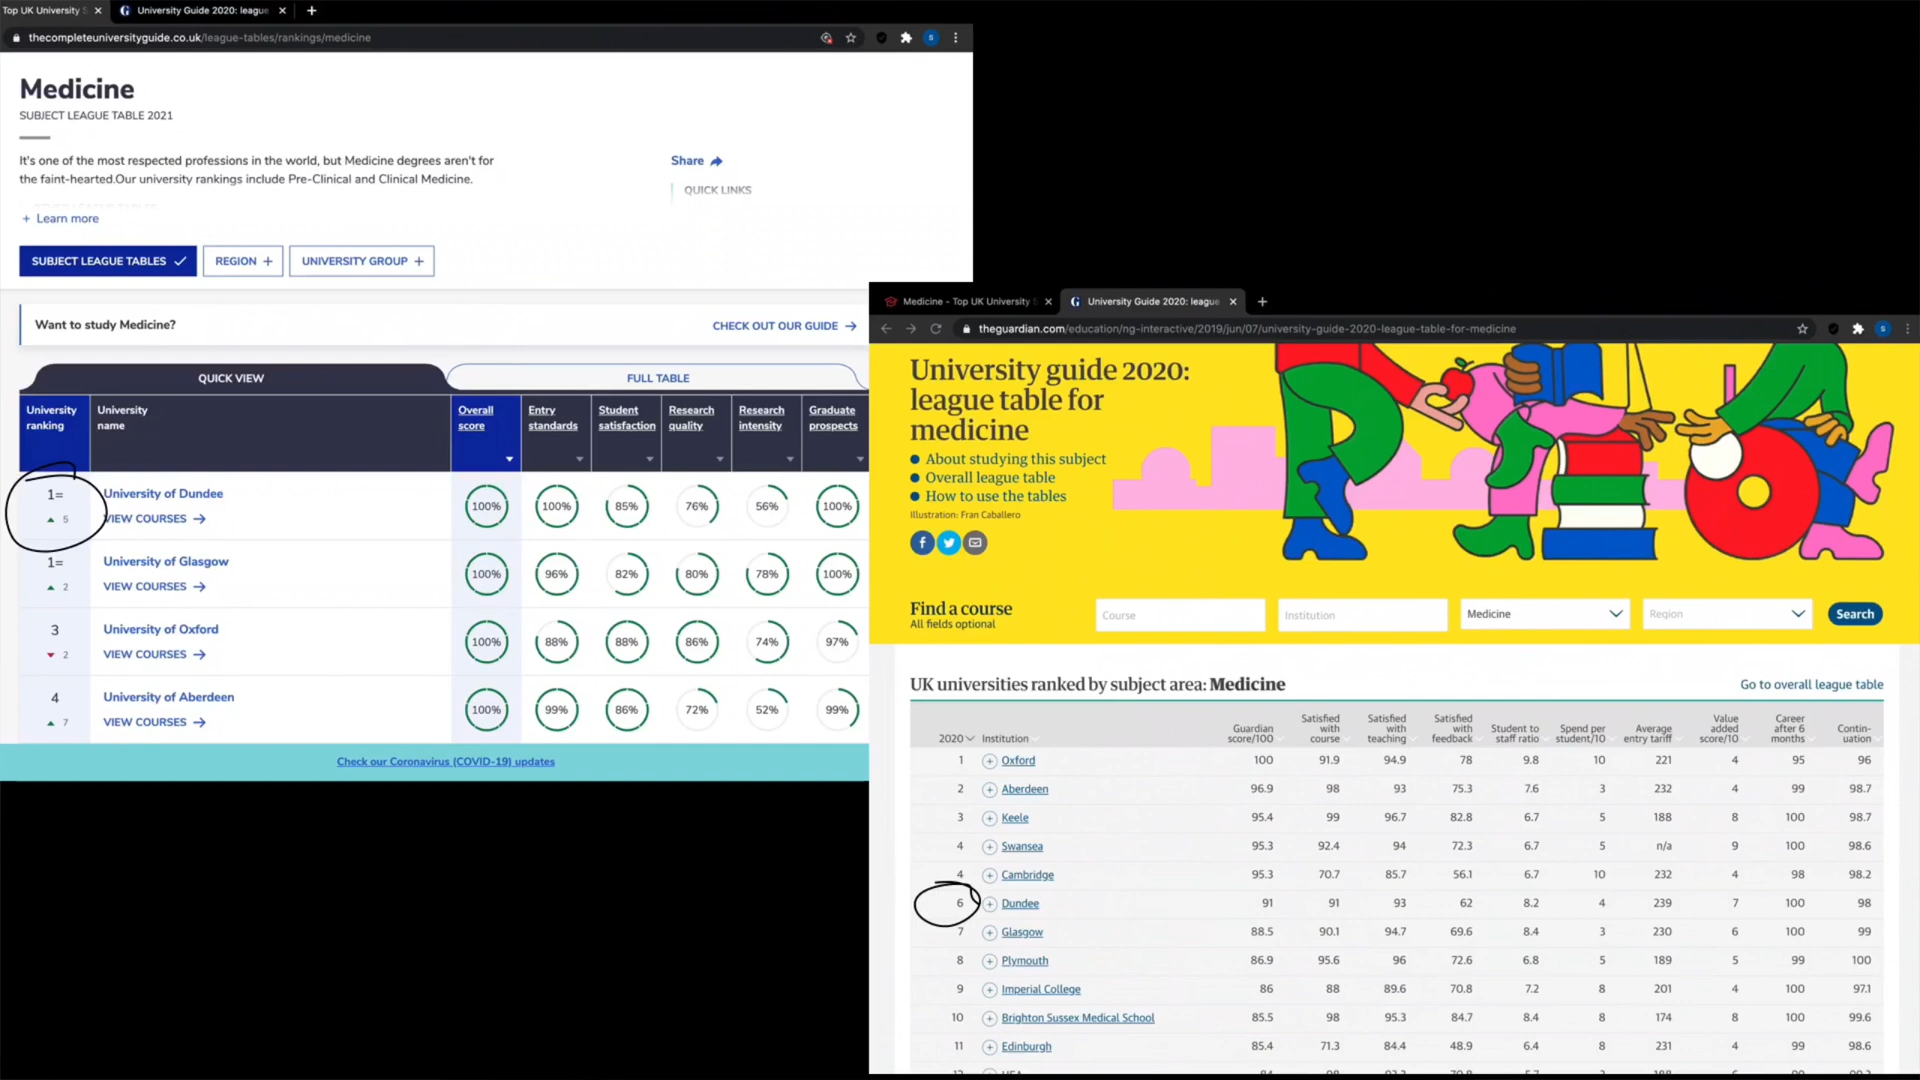 Top UK University S
University Guide 2020: league
thecompleteuniversityguide.co.uk/league-tables/rankings/medicine
Medicine
SUBJECT LEAGUE TABLE 2021
It's one of the most respected professions in the world, but Medicine degrees aren't for
the faint-hearted.Our university rankings include Pre-Clinical and Clinical Medicine.
+ Learn more
Share
QUICK LINKS
SUBJECT LEAGUE TABLES
REGION +
UNIVERSITY GROUP +
Want to study Medicine?
CHECK OUT OUR GUIDE
QUICK VIEW
FULL TABLE
University ranking University name Overall score Entry standards Student satisfaction Research quality Research intensity Graduate prospects
1= University of Dundee 100% 100% 85% 76% 56% 100%
5 VIEW COURSES
1= University of Glasgow 100% 96% 82% 80% 78% 100%
2 VIEW COURSES
3 University of Oxford 100% 88% 88% 86% 74% 97%
2 VIEW COURSES
4 University of Aberdeen 100% 99% 86% 72% 52% 99%
7 VIEW COURSES
Check our Coronavirus (COVID-19) updates
Medicine - Top UK University S
University Guide 2020: league
theguardian.com/education/ng-interactive/2019/jun/07/university-guide-2020-league-table-for-medicine
University guide 2020:
league table for
medicine
About studying this subject
Overall league table
How to use the tables
Illustration: Fran Caballero
Find a course
All fields optional
Course
Institution
Medicine
Region
Search
UK universities ranked by subject area: Medicine
Go to overall league table
2020 Institution Guardian score/100 Satisfied with course Satisfied with teaching Satisfied with feedback Student to staff ratio Spend per student/10 Average entry tariff Value added score/10 Career after 6 months Contin-uation
1 Oxford 100 91.9 94.9 78 9.8 10 221 4 95 96
2 Aberdeen 96.9 98 93 75.3 7.6 3 232 4 99 98.7
3 Keele 95.4 99 96.7 82.8 6.7 5 188 8 100 98.7
4 Swansea 95.3 92.4 94 72.3 6.7 5 n/a 9 100 98.6
4 Cambridge 95.3 70.7 85.7 56.1 6.7 10 232 4 98 98.2
6 Dundee 91 91 93 62 8.2 4 239 7 100 98
7 Glasgow 88.5 90.1 94.7 69.6 8.4 3 230 6 100 99
8 Plymouth 86.9 95.6 96 72.6 6.8 5 189 5 99 100
9 Imperial College 86 88 89.6 70.8 7.2 8 201 4 100 97.1
10 Brighton Sussex Medical School 85.5 98 95.3 84.7 8.4 8 174 8 100 99.6
11 Edinburgh 85.4 71.3 84.4 48.9 6.4 8 231 4 99 98.6